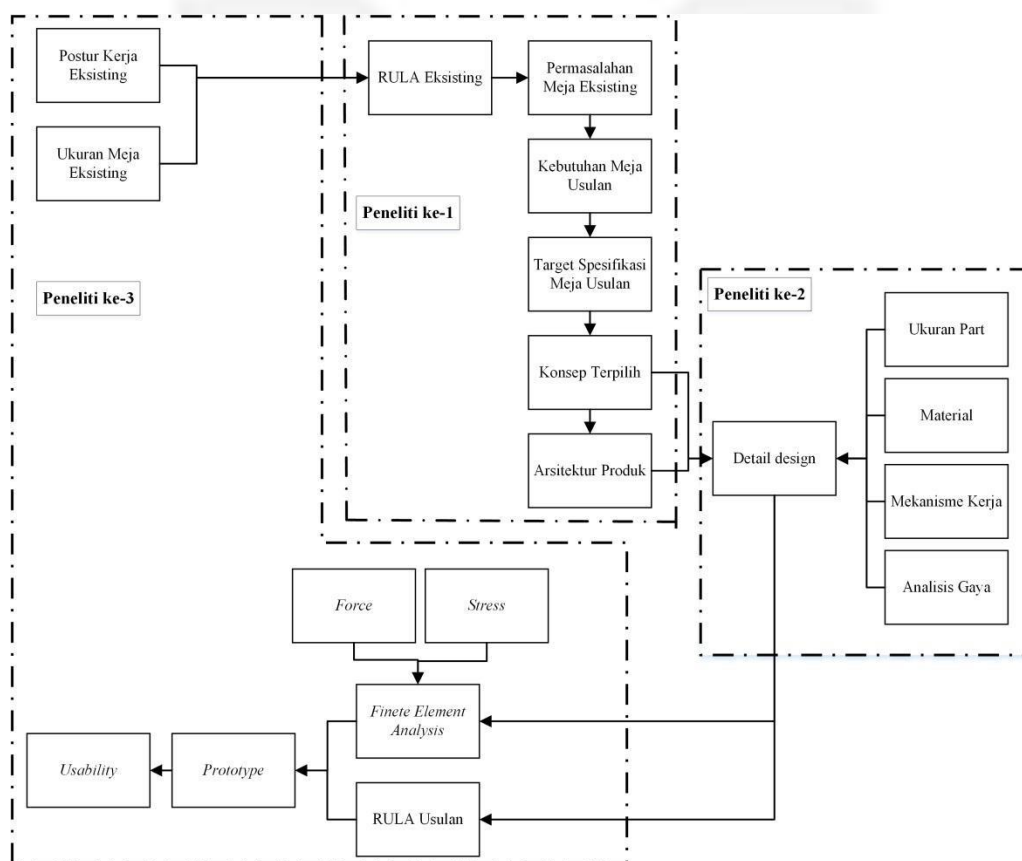 Postur Kerja
Eksisting
Ukuran Meja
Eksisting
Peneliti ke-3
RULA Eksisting
Permasalahan
Meja Eksisting
Kebutuhan Meja
Usulan
Peneliti ke-1
Target Spesifikasi
Meja Usulan
Konsep Terpilih
Arsitektur Produk
Peneliti ke-2
Ukuran Part
Material
Detail design
Mekanisme Kerja
Analisis Gaya
Force
Stress
Finete Element
Analysis
Usability
Prototype
RULA Usulan